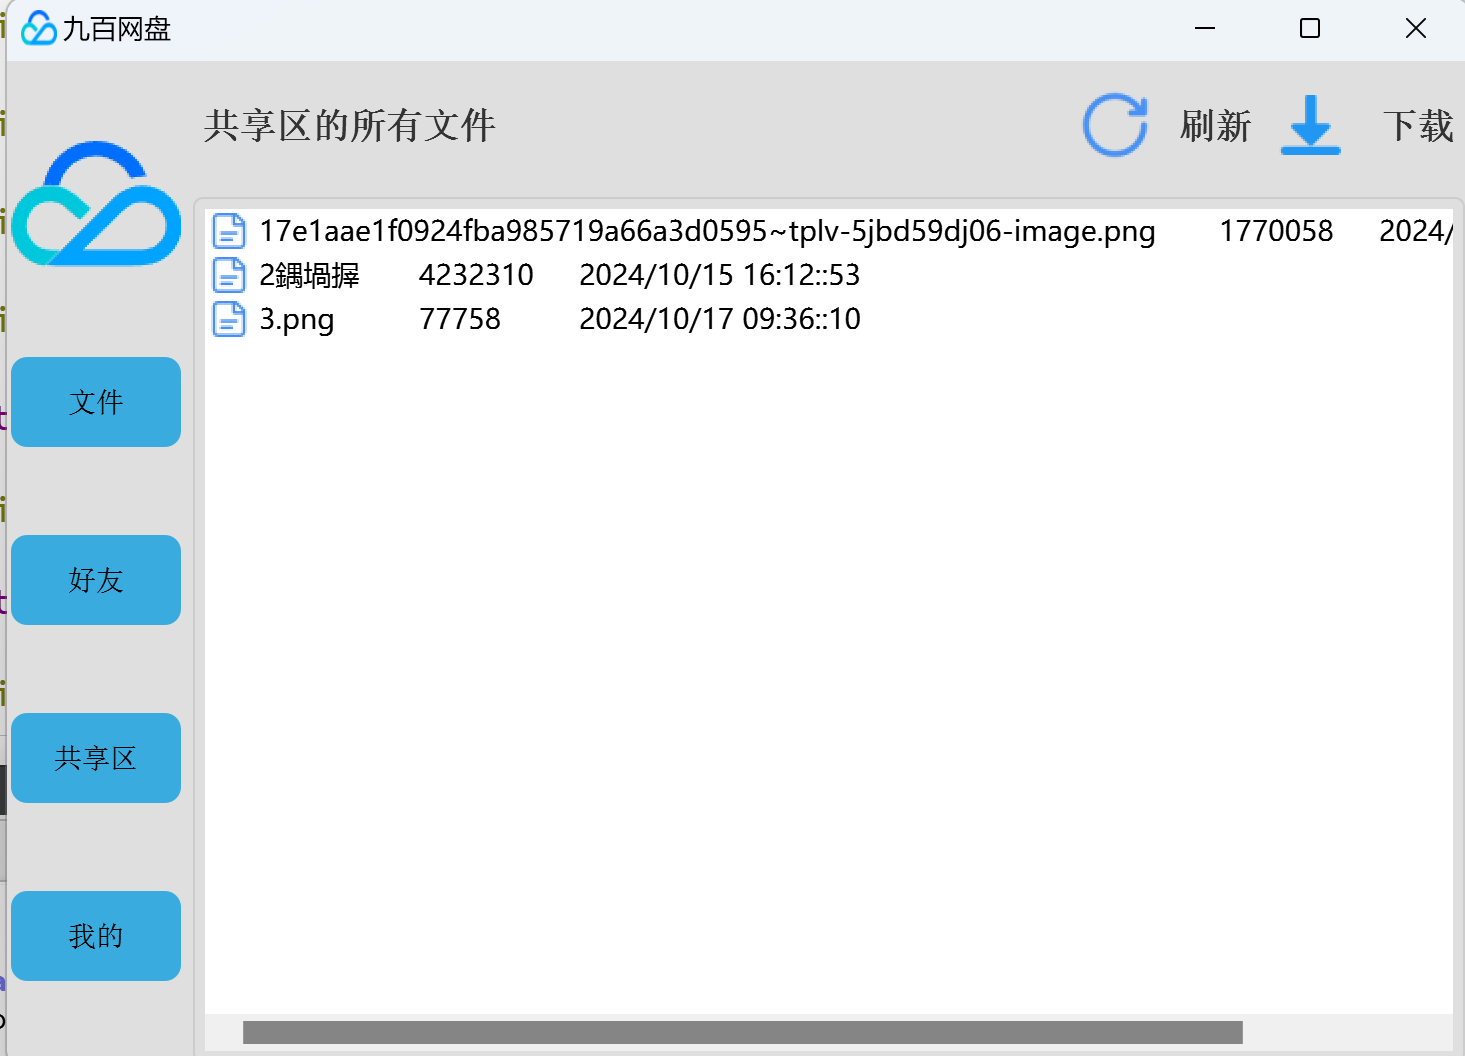 九百网盘
共享区的所有文件 刷新 下载
17e1aae1f0924fba985719a66a3d0595~tplv-5jbd59dj06-image.png 1770058 2024/
2鍝堝搱 4232310 2024/10/15 16:12::53
3.png 77758 2024/10/17 09:36::10
文件
好友
共享区
我的